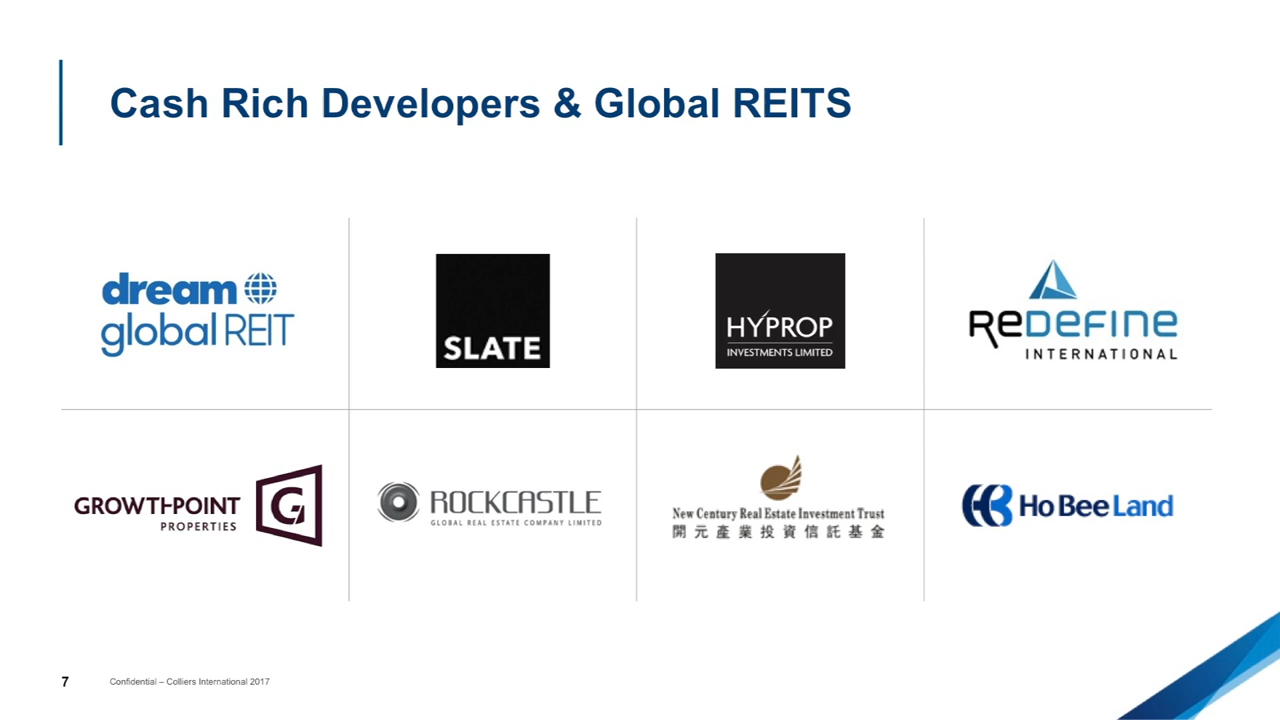 Cash Rich Developers & Global REITS
dream
global REIT
SLATE
HYPROP
INVESTMENTS LIMITED
REDEFINE
INTERNATIONAL
GROWTHPOINT
PROPERTIES
G
ROCKCASTLE
GLOBAL REAL ESTATE COMPANY LIMITED
New Century Real Estate Investment Trust
開元產業投資信託基金
Ho Bee Land
7
Confidential – Colliers International 2017